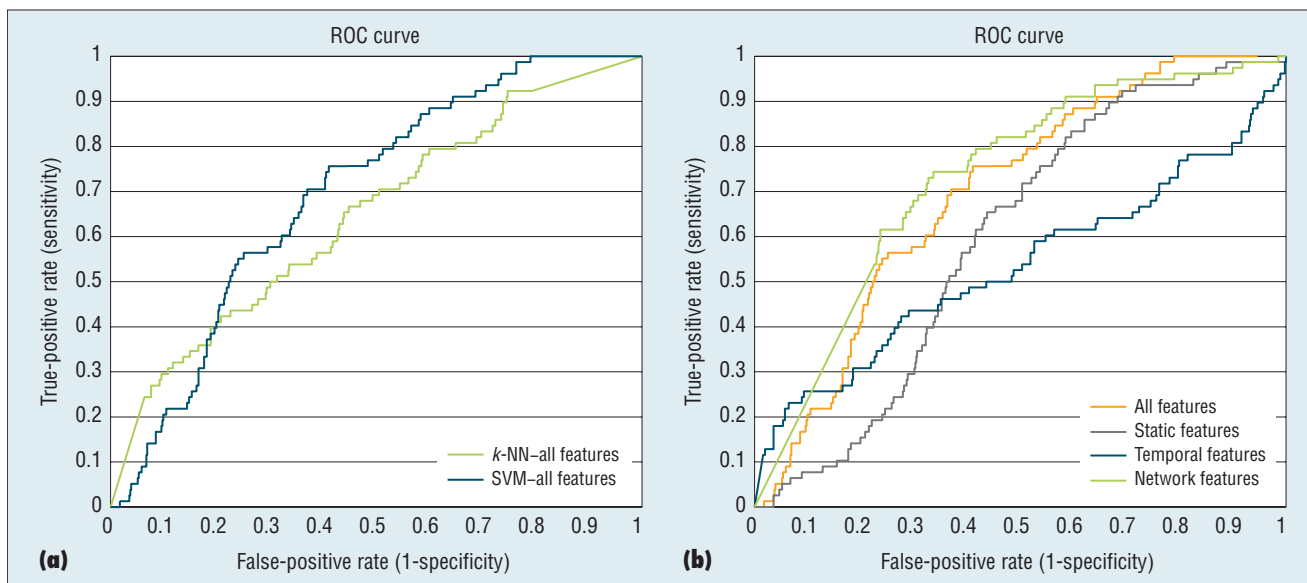 ROC curve
1
0.9
0.8
0.7
0.6
0.5
0.4
0.3
0.2
0.1
0
True-positive rate (sensitivity)
k-NN–all features
SVM–all features
0 0.1 0.2 0.3 0.4 0.5 0.6 0.7 0.8 0.9 1
(a) False-positive rate (1-specificity)
ROC curve
1
0.9
0.8
0.7
0.6
0.5
0.4
0.3
0.2
0.1
0
True-positive rate (sensitivity)
All features
Static features
Temporal features
Network features
0 0.1 0.2 0.3 0.4 0.5 0.6 0.7 0.8 0.9 1
(b) False-positive rate (1-specificity)